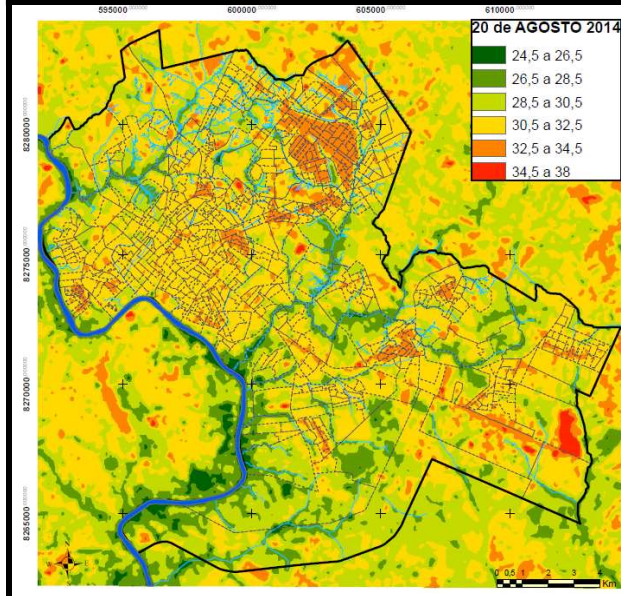 595000 600000 605000 610000
20 de AGOSTO 2014
24,5 a 26,5
26,5 a 28,5
28,5 a 30,5
30,5 a 32,5
32,5 a 34,5
34,5 a 38
8280000
8275000
8270000
8265000
N
W E
S
0 0,5 1 2 3 4
Km